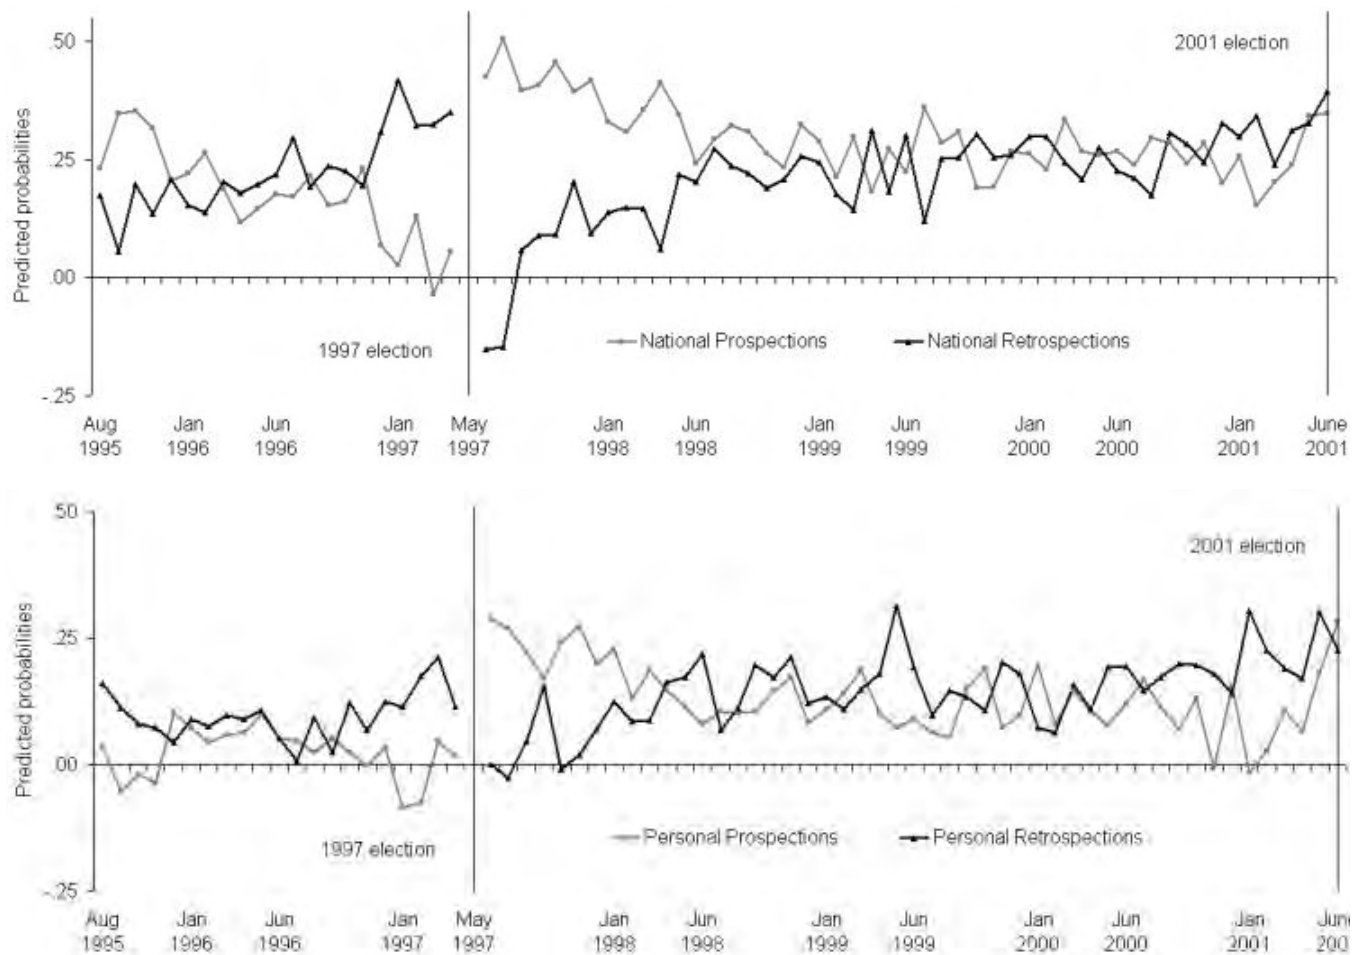 .50
.25
.00
-.25
Predicted probabilities
2001 election
1997 election
National Prospections National Retrospections
Aug Jan Jun Jan May Jan Jun Jan Jun Jan Jun Jan June
1995 1996 1996 1997 1997 1998 1998 1999 1999 2000 2000 2001 2001
.50
.25
.00
-.25
Predicted probabilities
2001 election
1997 election
Personal Prospections Personal Retrospections
Aug Jan Jun Jan May Jan Jun Jan Jun Jan Jun Jan June
1995 1996 1996 1997 1997 1998 1998 1999 1999 2000 2000 2001 200